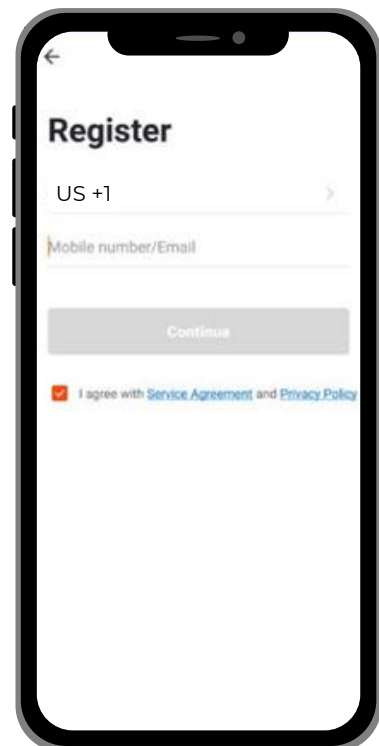 Register
US +1
Mobile number/Email
Continue
I agree with Service Agreement and Privacy Policy